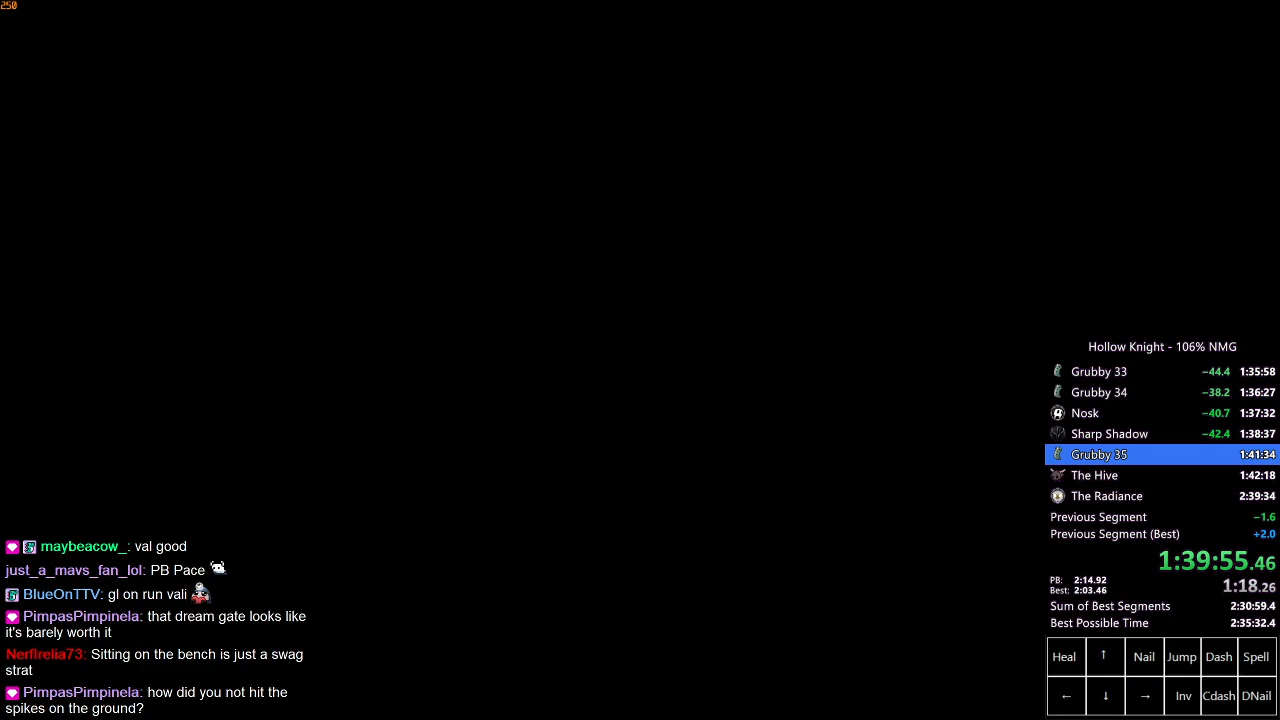 250
Hollow Knight - 106% NMG
Grubby 33 −44.4 1:35:58
Grubby 34 −38.2 1:36:27
Nosk −40.7 1:37:32
Sharp Shadow −42.4 1:38:37
Grubby 35 1:41:34
The Hive 1:42:18
The Radiance 2:39:34
Previous Segment −1.6
Previous Segment (Best) +2.0
1:39:55.46
PB: 2:14.92
Best: 2:03.46
1:18.26
Sum of Best Segments 2:30:59.4
Best Possible Time 2:35:32.4
Heal ↑ Nail Jump Dash Spell
← ↓ → Inv Cdash DNail
maybeacow_: val good
just_a_mavs_fan_lol: PB Pace
BlueOnTTV: gl on run vali
PimpasPimpinela: that dream gate looks like
it's barely worth it
NerfIrelia73: Sitting on the bench is just a swag
strat
PimpasPimpinela: how did you not hit the
spikes on the ground?